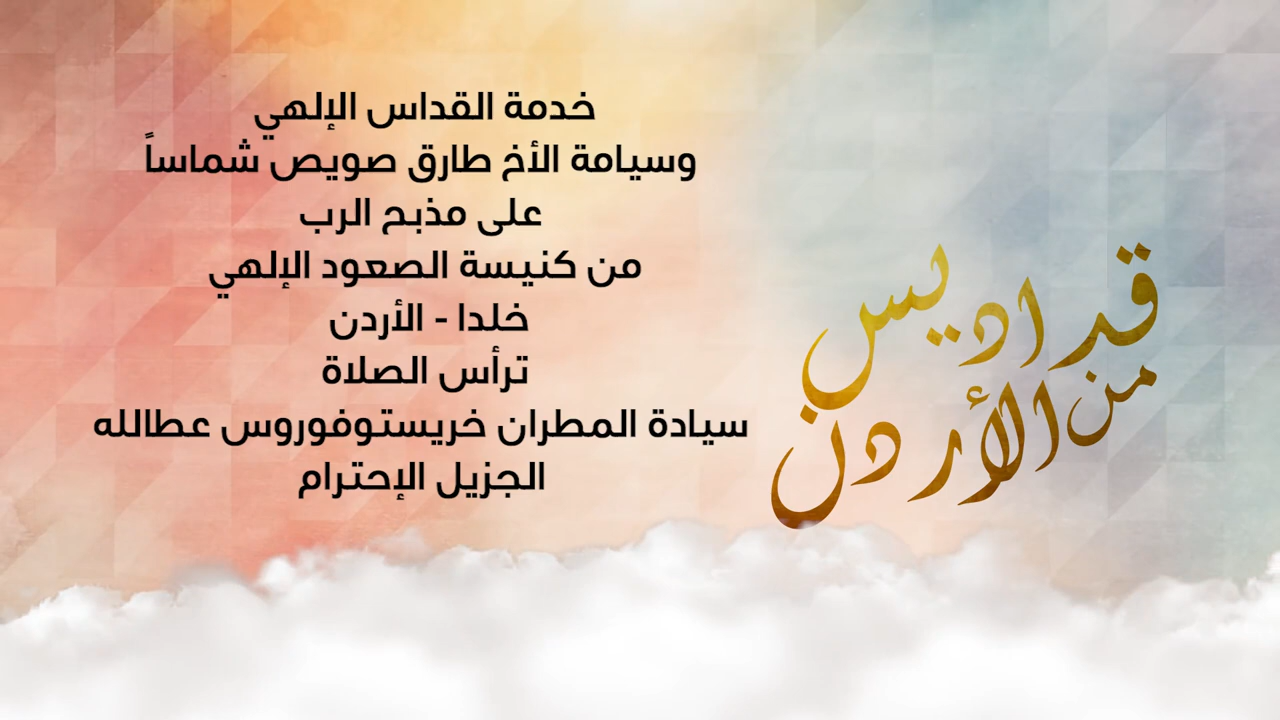 خدمة القداس الإلهي
وسيامة الأخ طارق صويص شماساً
على مذبح الرب
من كنيسة الصعود الإلهي
خلدا - الأردن
ترأس الصلاة
سيادة المطران خريستوفوروس عطالله
الجزيل الإحترام
قداديس
من الأردن